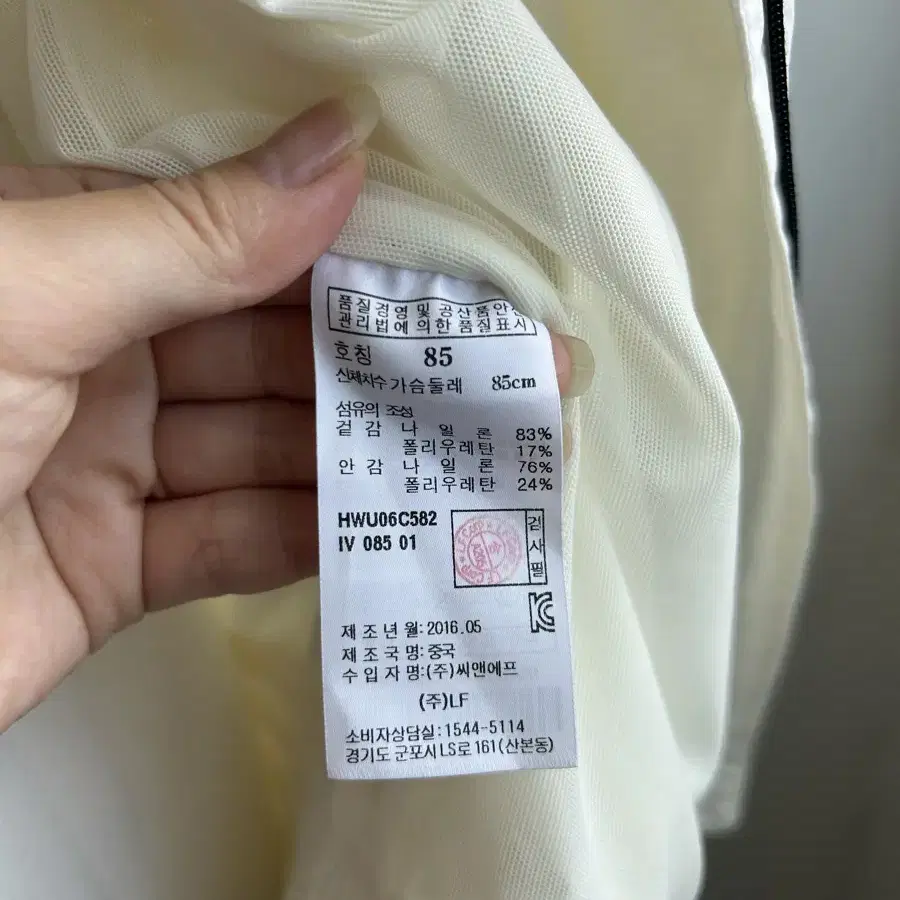 품질경영 및 공산품안전
관리법에 의한 품질표시
호칭 85
신체치수 가슴둘레 85cm
섬유의 조성
겉감 나일론 83%
폴리우레탄 17%
안감 나일론 76%
폴리우레탄 24%
HWU06C582
IV 085 01
검사필
제조년월: 2016.05
제조국명: 중국
수입자명: (주)씨앤에프
(주)LF
소비자상담실: 1544-5114
경기도 군포시 LS로 161(산본동)